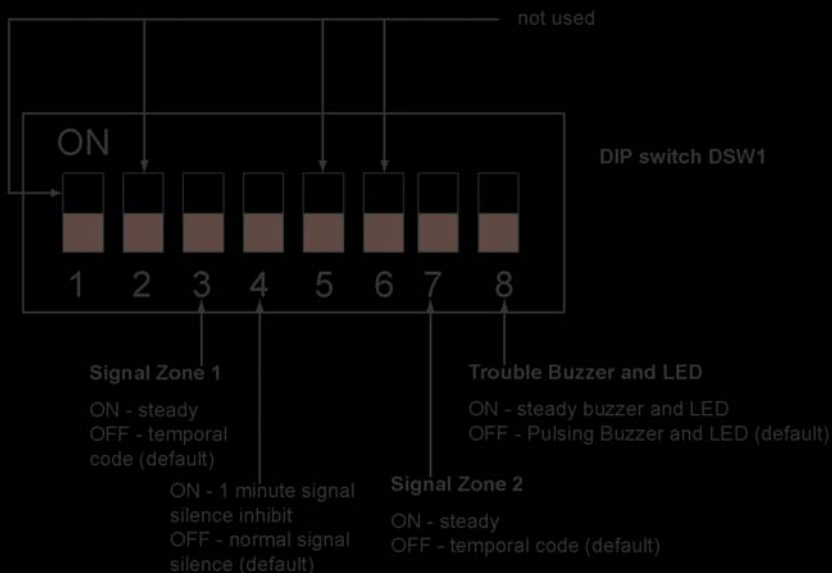 not used
ON
DIP switch DSW1
1 2 3 4 5 6 7 8
Signal Zone 1
ON - steady
OFF - temporal
code (default)
ON - 1 minute signal
silence inhibit
OFF - normal signal
silence (default)
Signal Zone 2
ON - steady
OFF - temporal code (default)
Trouble Buzzer and LED
ON - steady buzzer and LED
OFF - Pulsing Buzzer and LED (default)